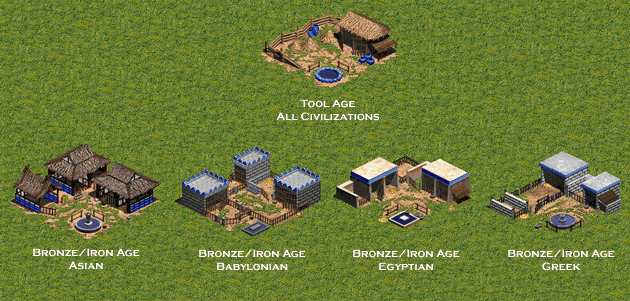 Tool Age
All Civilizations
Bronze/Iron Age
Asian
Bronze/Iron Age
Babylonian
Bronze/Iron Age
Egyptian
Bronze/Iron Age
Greek